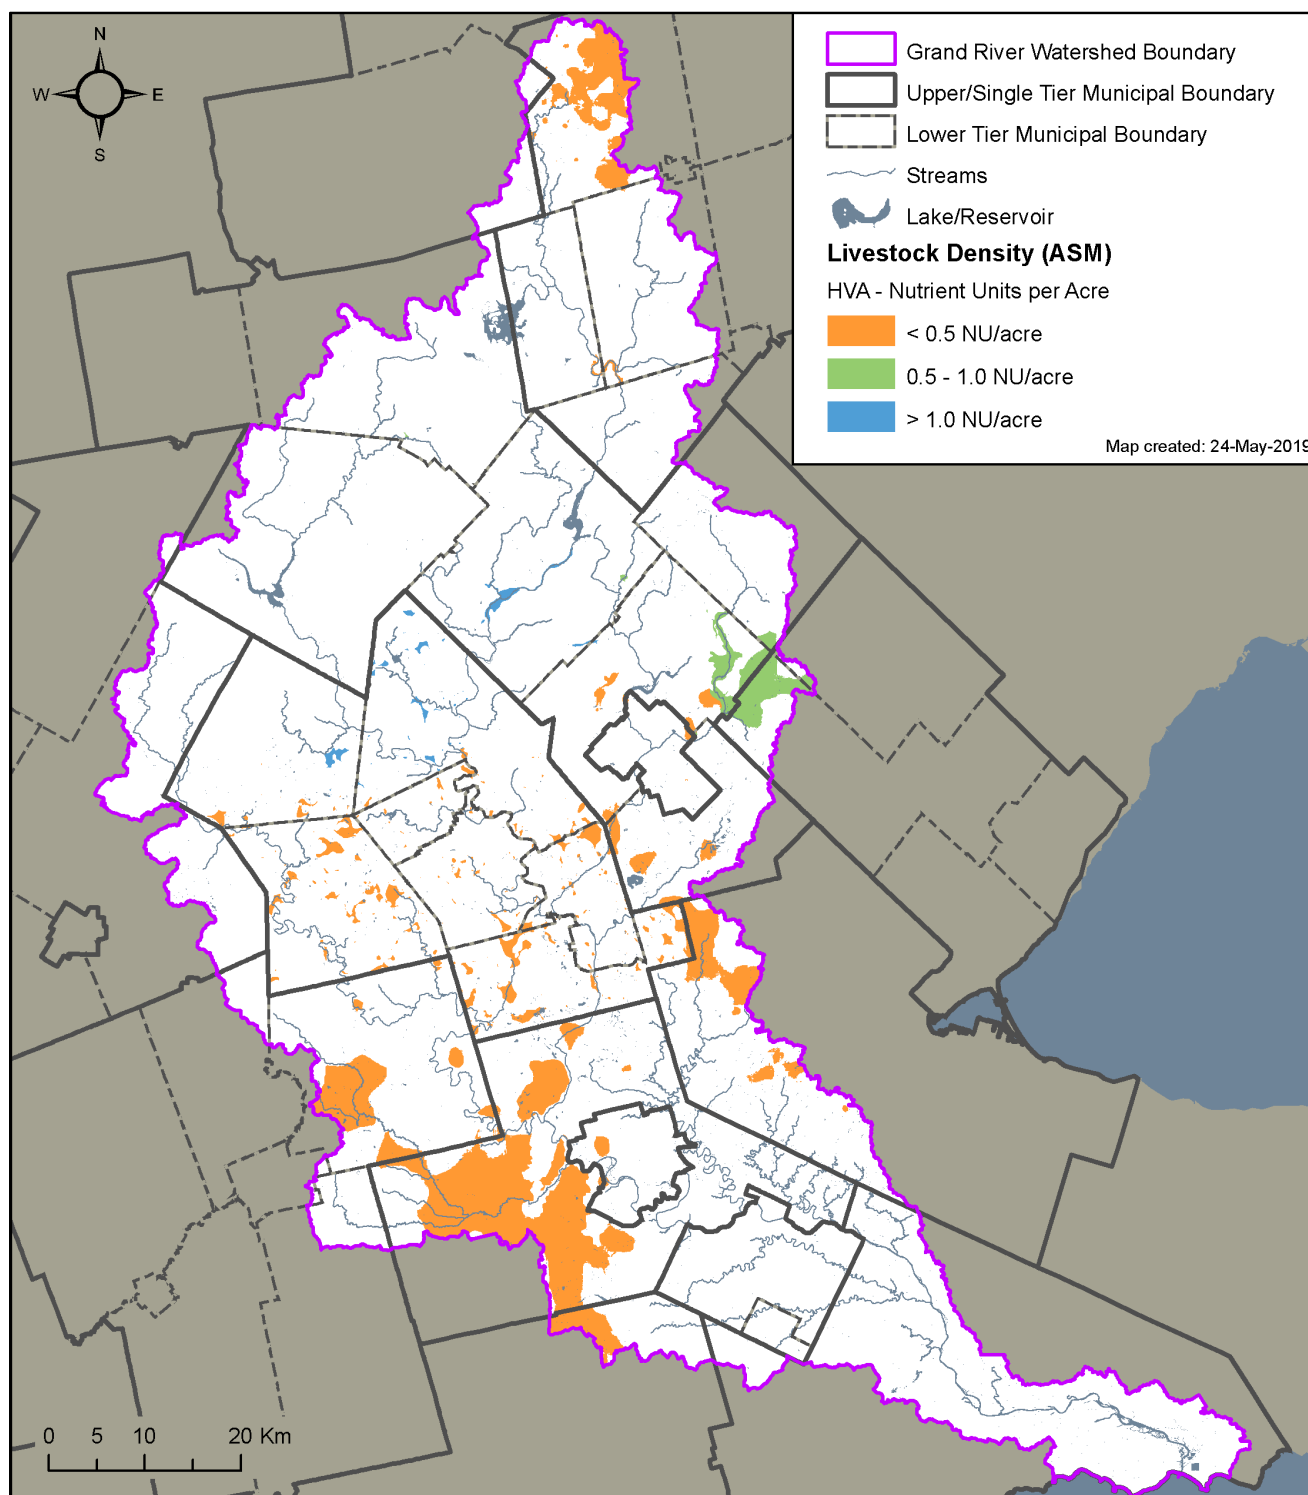 N
W
E
S
Grand River Watershed Boundary
Upper/Single Tier Municipal Boundary
Lower Tier Municipal Boundary
Streams
Lake/Reservoir
Livestock Density (ASM)
HVA - Nutrient Units per Acre
< 0.5 NU/acre
0.5 - 1.0 NU/acre
> 1.0 NU/acre
Map created: 24-May-2019
0 5 10 20 Km